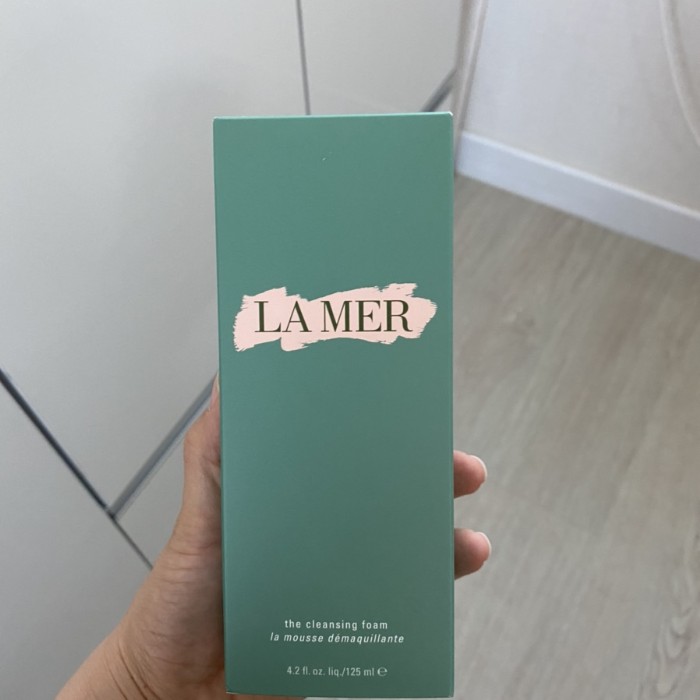 LA MER
the cleansing foam
la mousse démaquillante
4.2 fl. oz. liq./125 ml ℮